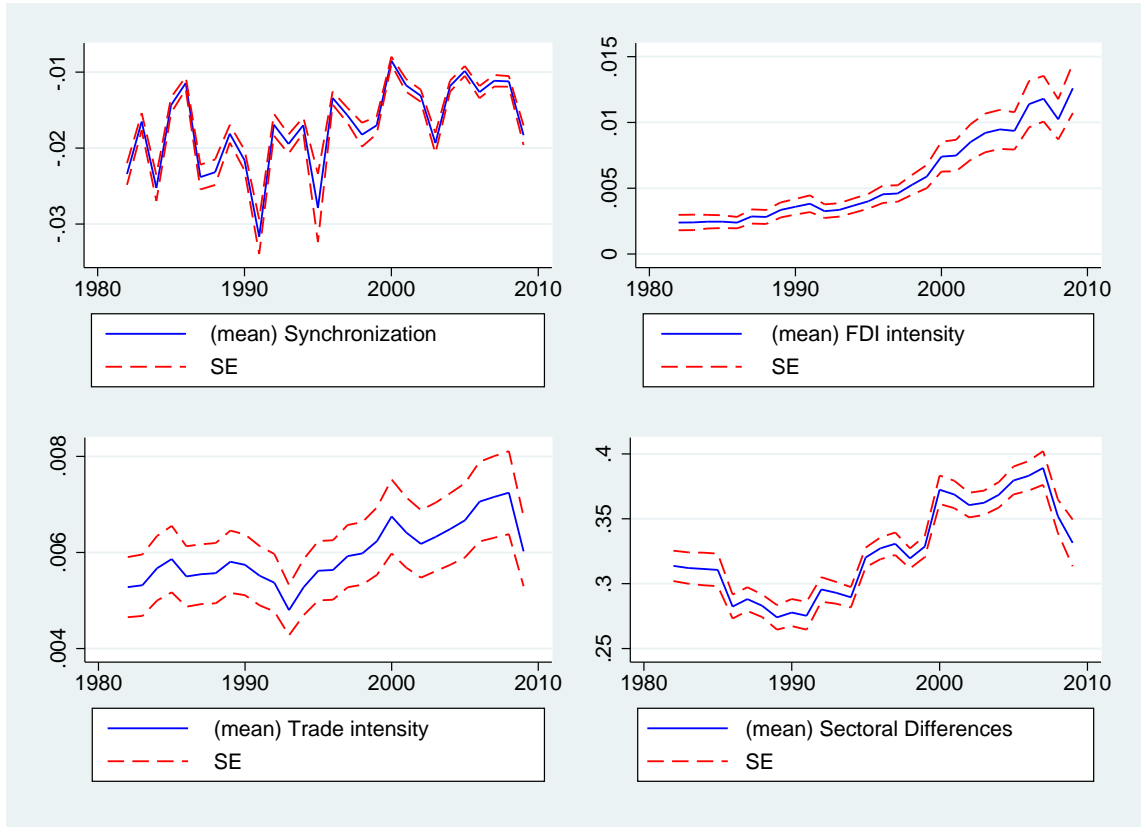 -.03 -.02 -.01
1980 1990 2000 2010
(mean) Synchronization
SE
0 .005 .01 .015
1980 1990 2000 2010
(mean) FDI intensity
SE
.004 .006 .008
1980 1990 2000 2010
(mean) Trade intensity
SE
.25 .3 .35 .4
1980 1990 2000 2010
(mean) Sectoral Differences
SE